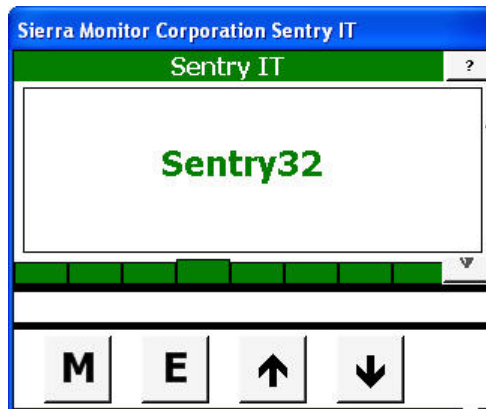 Sierra Monitor Corporation Sentry IT
Sentry IT ?
Sentry32
M E